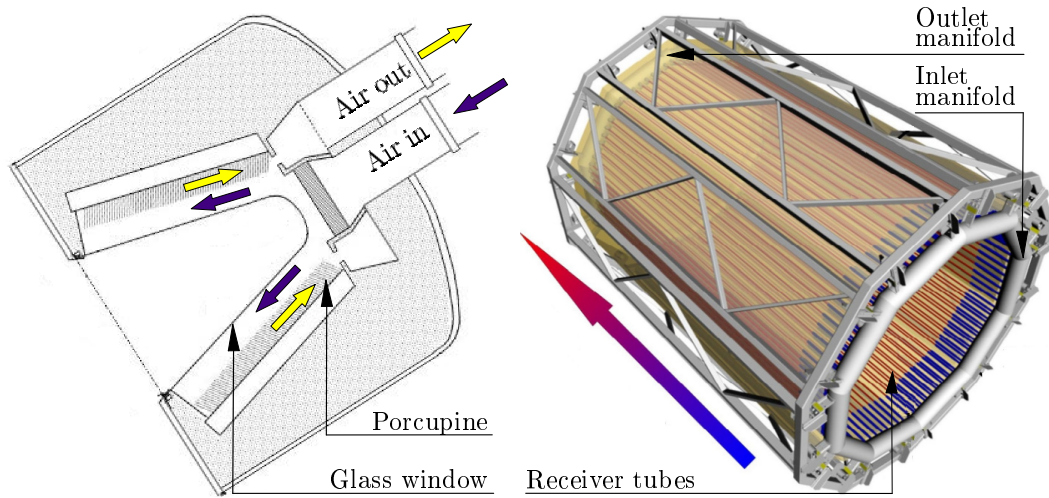 Air out
Air in
Porcupine
Glass window
Outlet
manifold
Inlet
manifold
Receiver tubes